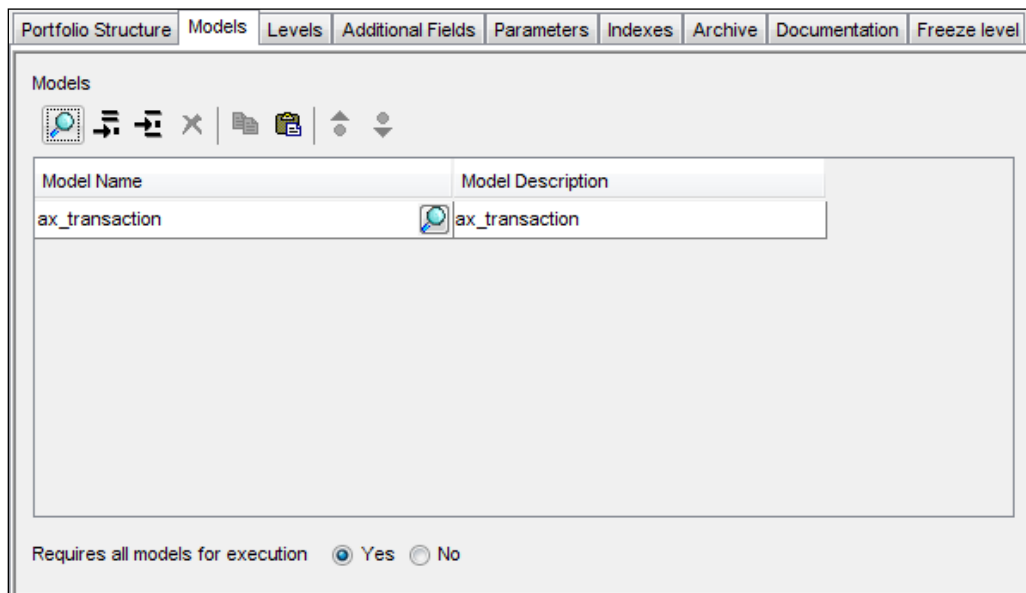 Portfolio Structure Models Levels Additional Fields Parameters Indexes Archive Documentation Freeze level
Models
Model Name Model Description
ax_transaction ax_transaction
Requires all models for execution Yes No